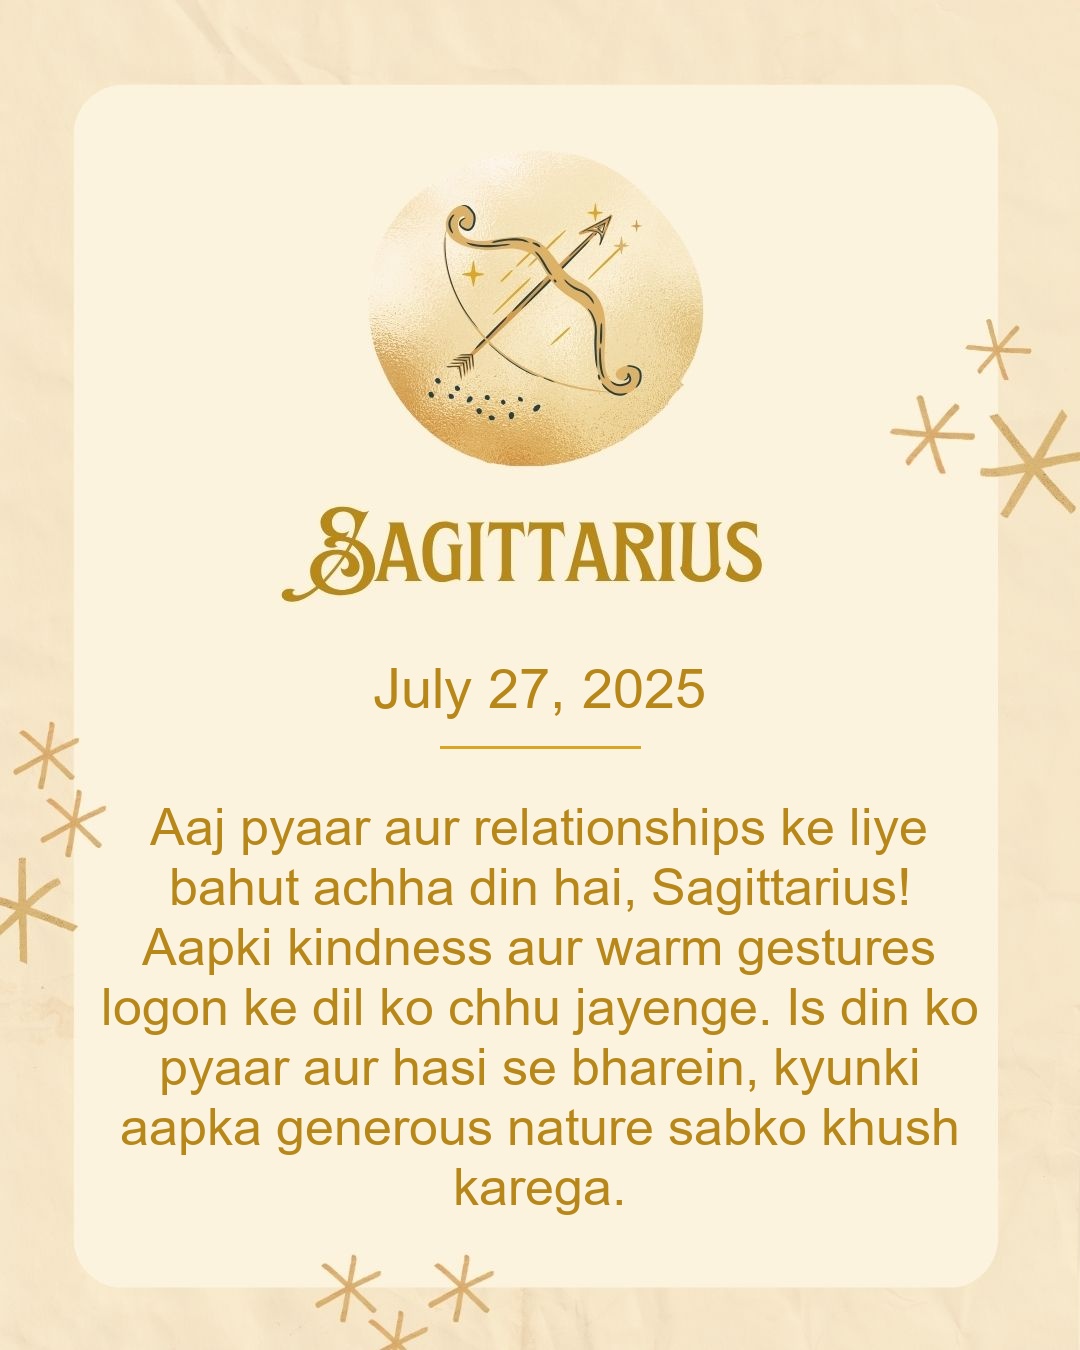 Sagittarius
July 27, 2025
Aaj pyaar aur relationships ke liye
bahut achha din hai, Sagittarius!
Aapki kindness aur warm gestures
logon ke dil ko chhu jayenge. Is din ko
pyaar aur hasi se bharein, kyunki
aapka generous nature sabko khush
karega.